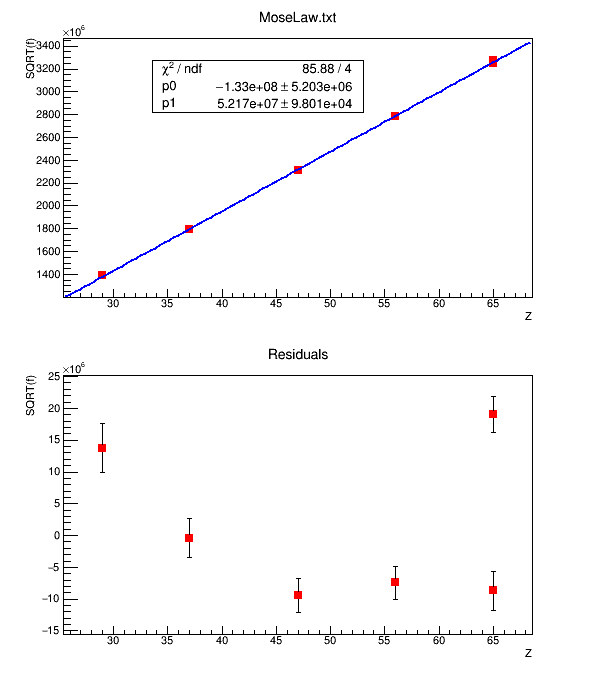 MoseLaw.txt
×10⁶
SQRT(f)
3400
3200
3000
2800
2600
2400
2200
2000
1800
1600
1400
χ² / ndf 85.88 / 4
p0 −1.33e+08 ± 5.203e+06
p1 5.217e+07 ± 9.801e+04
30 35 40 45 50 55 60 65
Z
Residuals
×10⁶
SQRT(f)
25
20
15
10
5
0
−5
−10
−15
30 35 40 45 50 55 60 65
Z